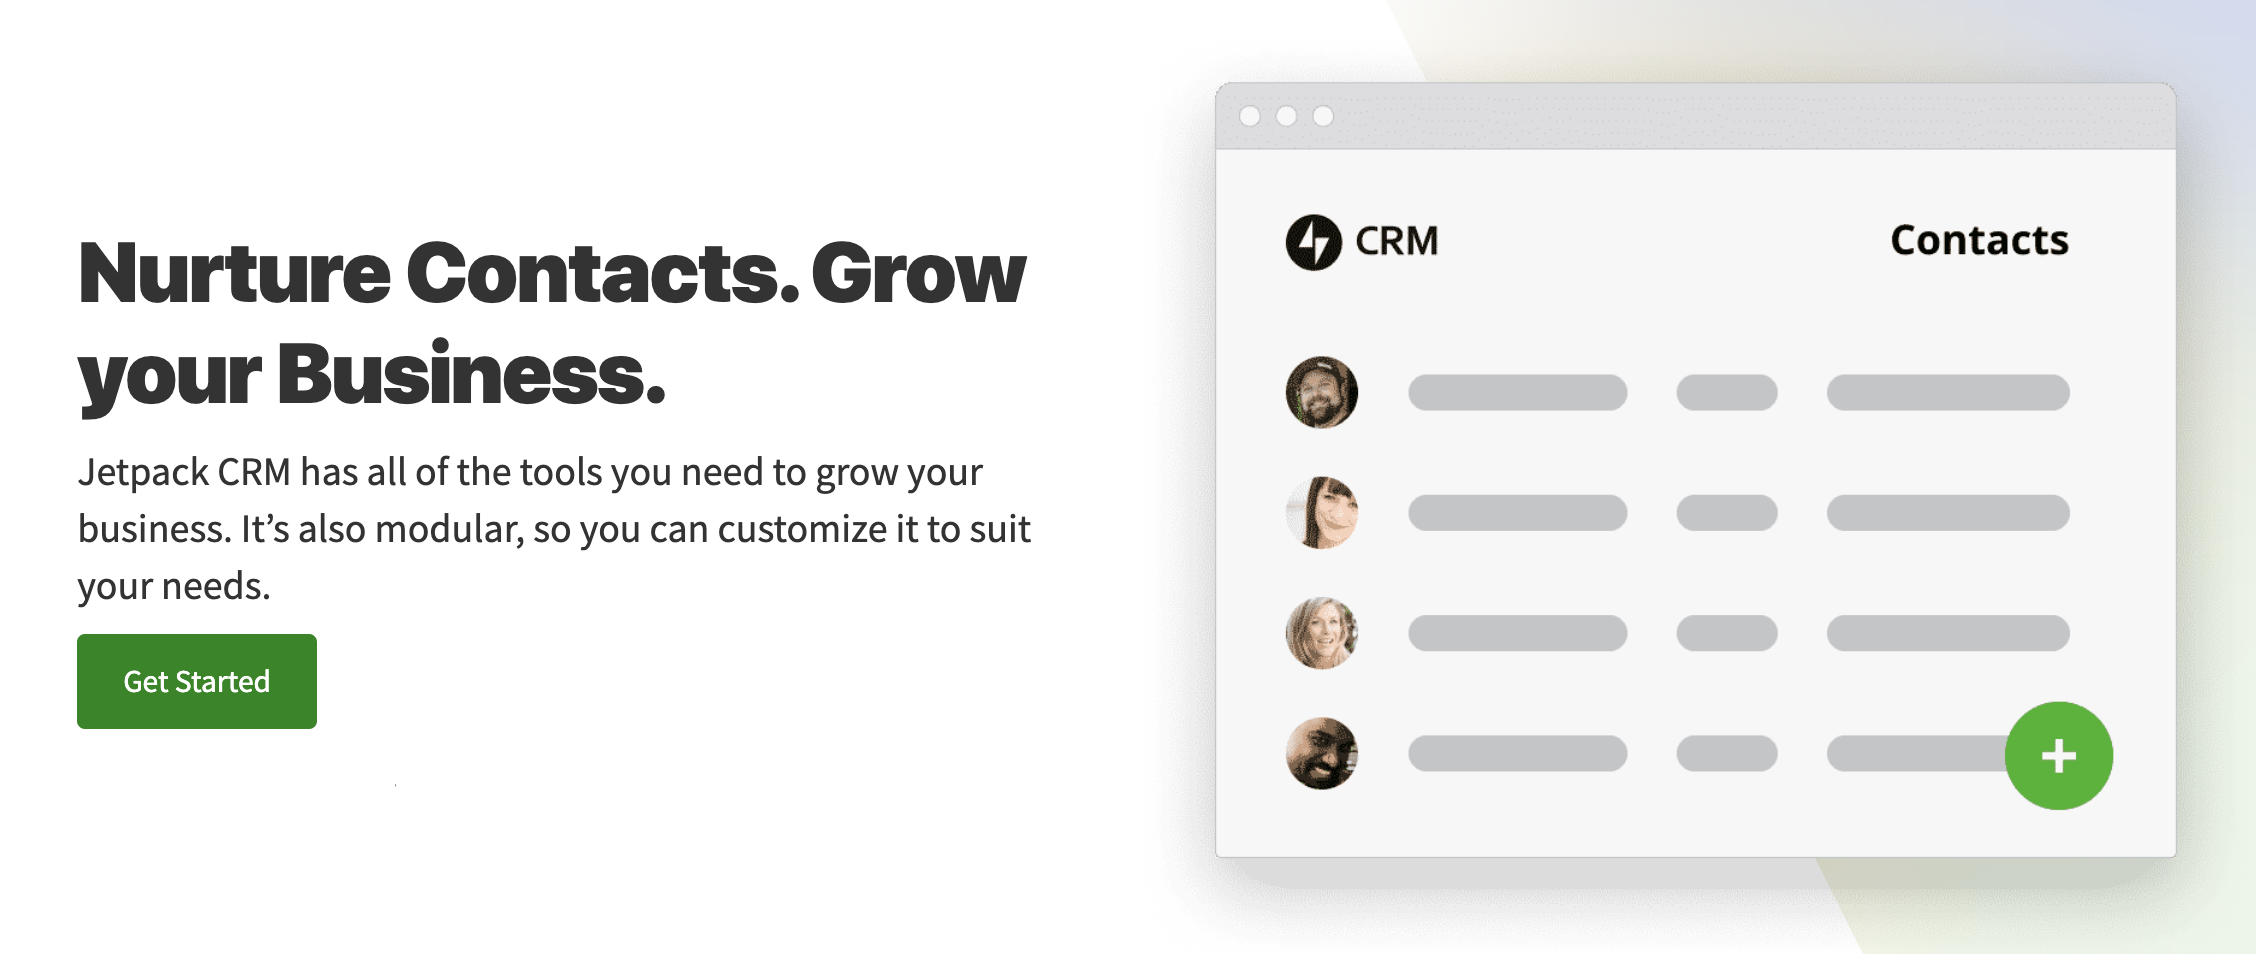 Nurture Contacts. Grow
your Business.
Jetpack CRM has all of the tools you need to grow your
business. It’s also modular, so you can customize it to suit
your needs.
Get Started
CRM
Contacts